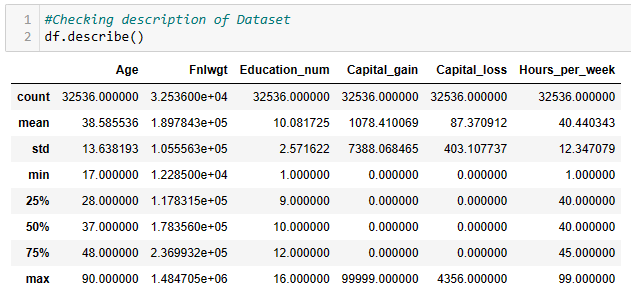 1 #Checking description of Dataset
2 df.describe()
Age Fnlwgt Education_num Capital_gain Capital_loss Hours_per_week
count 32536.000000 3.253600e+04 32536.000000 32536.000000 32536.000000 32536.000000
mean 38.585536 1.897843e+05 10.081725 1078.410069 87.370912 40.440343
std 13.638193 1.055563e+05 2.571622 7388.068465 403.107737 12.347079
min 17.000000 1.228500e+04 1.000000 0.000000 0.000000 1.000000
25% 28.000000 1.178315e+05 9.000000 0.000000 0.000000 40.000000
50% 37.000000 1.783560e+05 10.000000 0.000000 0.000000 40.000000
75% 48.000000 2.369932e+05 12.000000 0.000000 0.000000 45.000000
max 90.000000 1.484705e+06 16.000000 99999.000000 4356.000000 99.000000